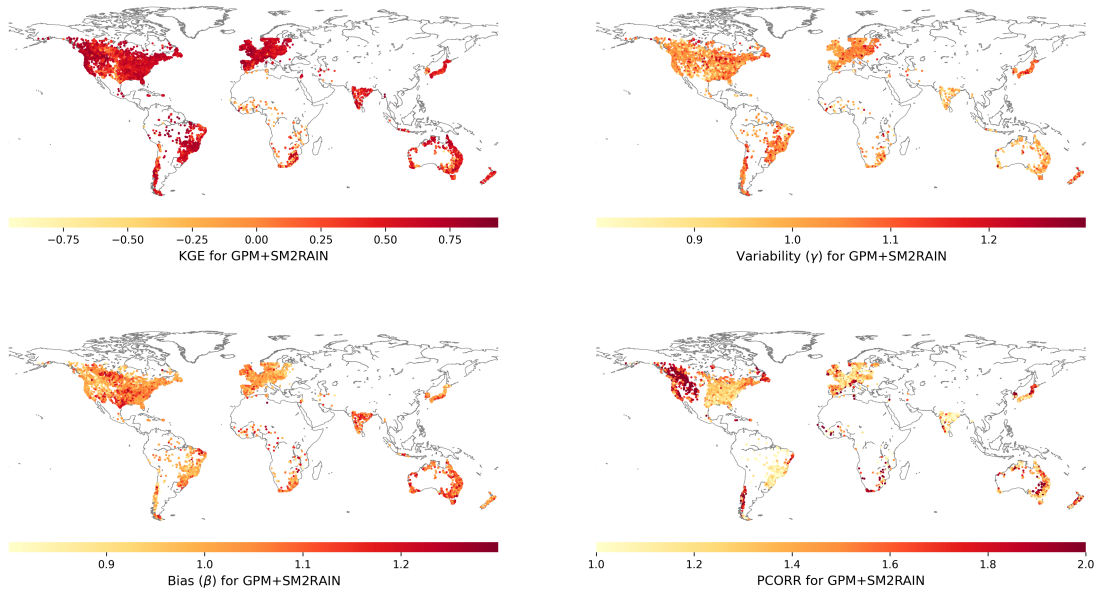 −0.75 −0.50 −0.25 0.00 0.25 0.50 0.75
KGE for GPM+SM2RAIN
0.9 1.0 1.1 1.2
Variability (γ) for GPM+SM2RAIN
0.9 1.0 1.1 1.2
Bias (β) for GPM+SM2RAIN
1.0 1.2 1.4 1.6 1.8 2.0
PCORR for GPM+SM2RAIN